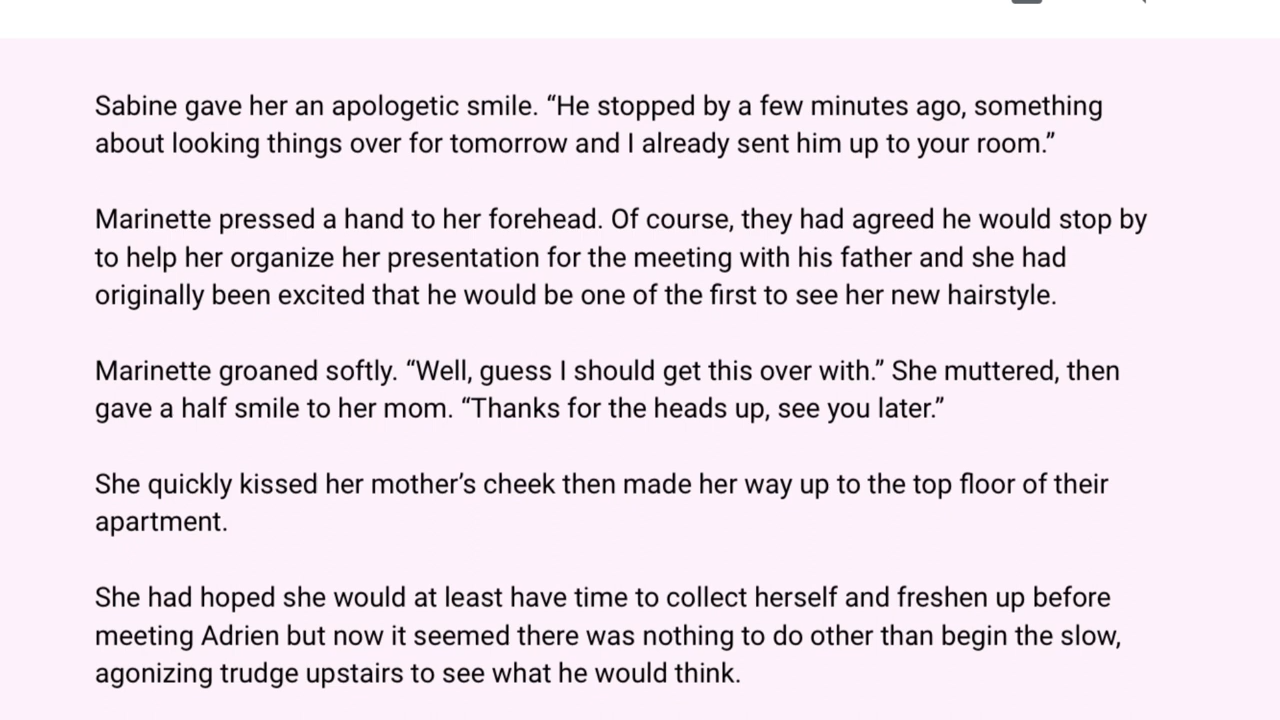 Sabine gave her an apologetic smile. “He stopped by a few minutes ago, something
about looking things over for tomorrow and I already sent him up to your room.”
Marinette pressed a hand to her forehead. Of course, they had agreed he would stop by
to help her organize her presentation for the meeting with his father and she had
originally been excited that he would be one of the first to see her new hairstyle.
Marinette groaned softly. “Well, guess I should get this over with.” She muttered, then
gave a half smile to her mom. “Thanks for the heads up, see you later.”
She quickly kissed her mother’s cheek then made her way up to the top floor of their
apartment.
She had hoped she would at least have time to collect herself and freshen up before
meeting Adrien but now it seemed there was nothing to do other than begin the slow,
agonizing trudge upstairs to see what he would think.